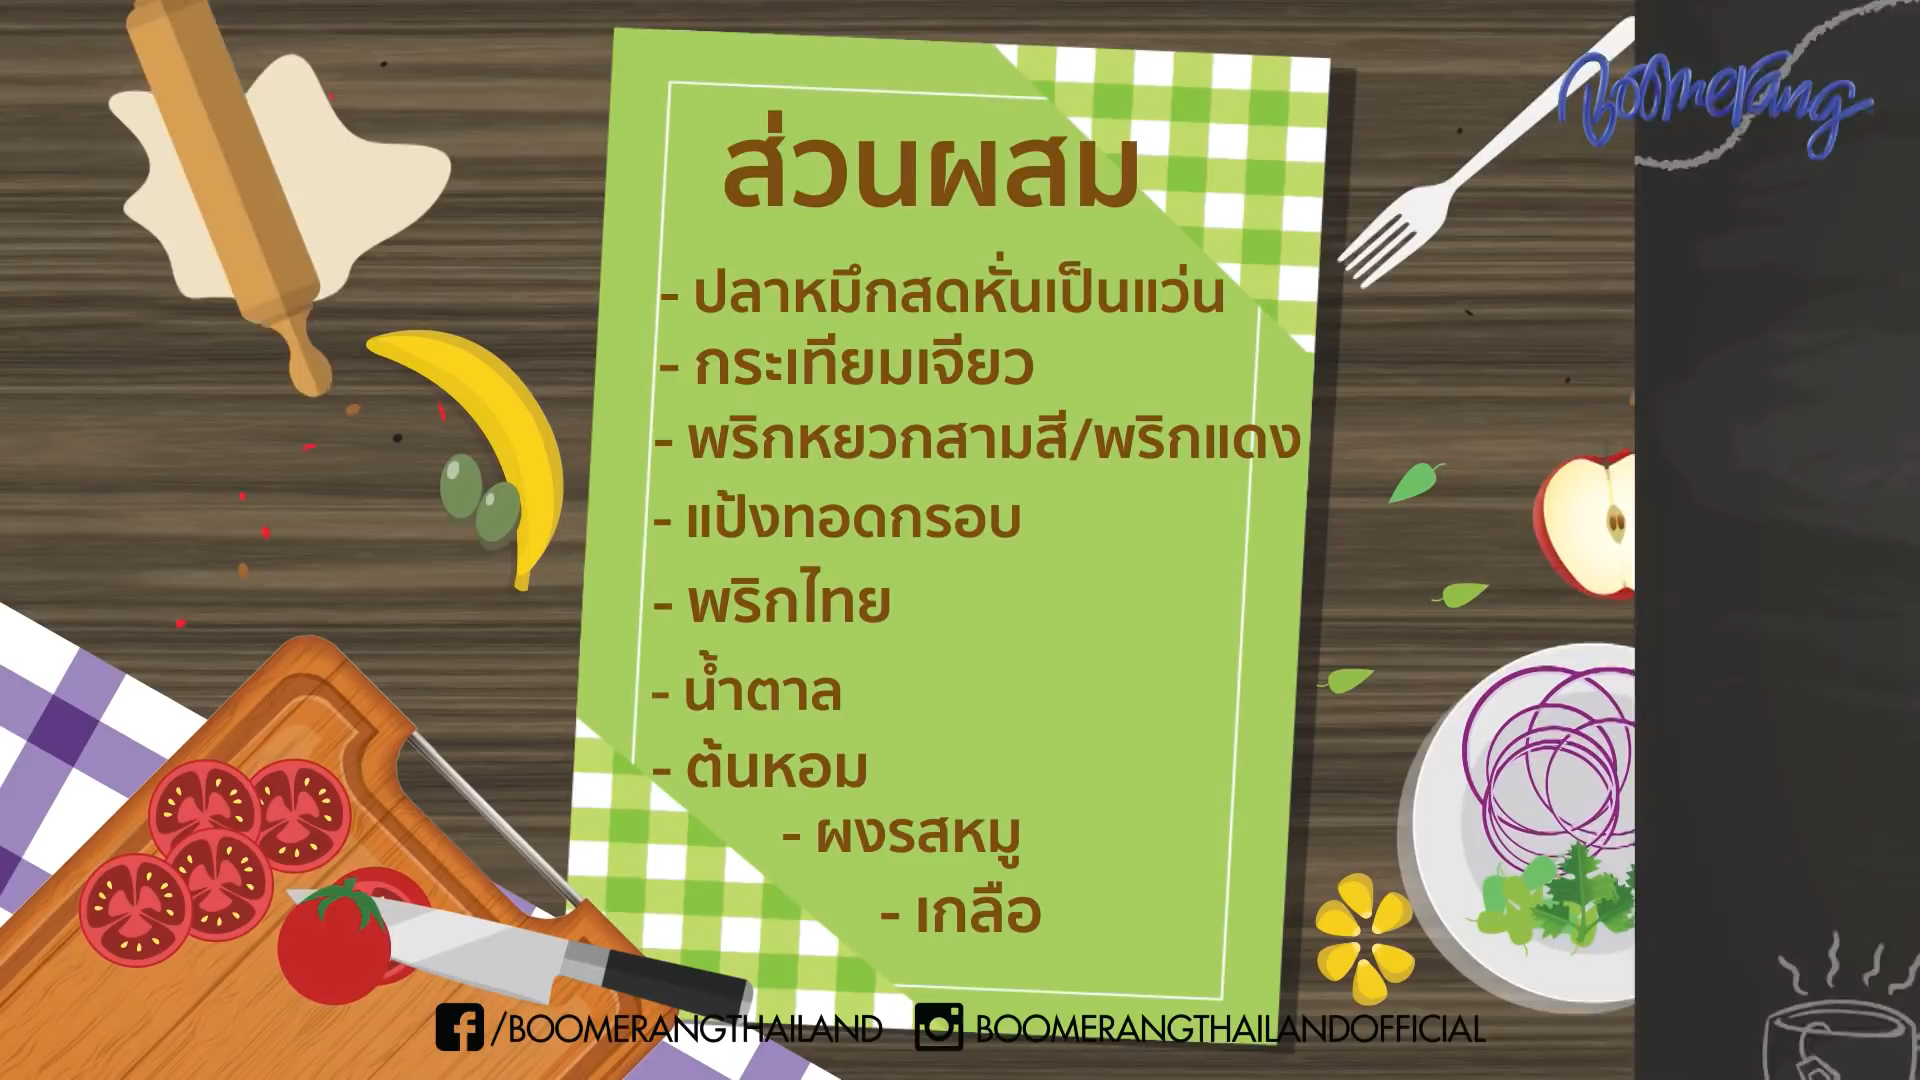 Boomerang
ส่วนผสม
- ปลาหมึกสดหั่นเป็นแว่น
- กระเทียมเจียว
- พริกหยวกสามสี/พริกแดง
- แป้งทอดกรอบ
- พริกไทย
- น้ำตาล
- ต้นหอม
- ผงรสหมู
- เกลือ
/BOOMERANGTHAILAND BOOMERANGTHAILANDOFFICIAL